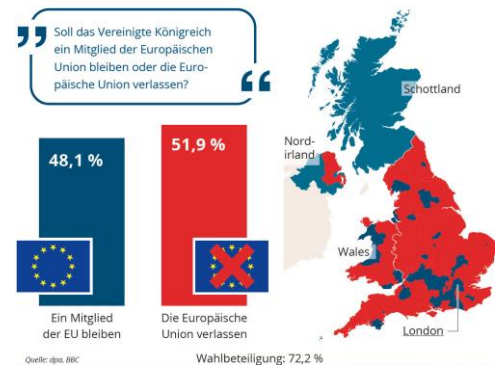 Soll das Vereinigte Königreich
ein Mitglied der Europäischen
Union bleiben oder die Euro-
päische Union verlassen?
Schottland
Nord-
irland
Wales
London
48,1 %
51,9 %
Ein Mitglied
der EU bleiben
Die Europäische
Union verlassen
Quelle: dpa, BBC
Wahlbeteiligung: 72,2 %